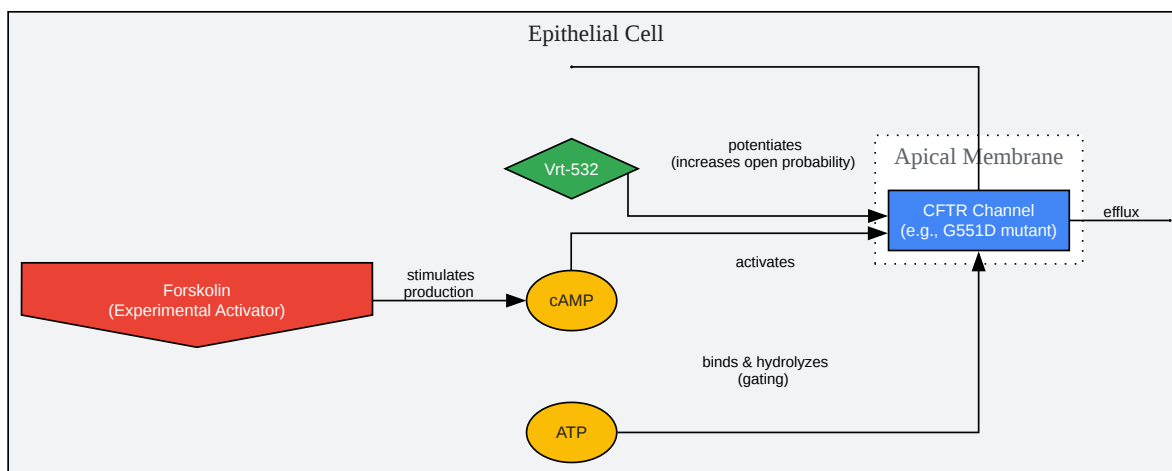 Epithelial Cell
Vrt-532
potentiates
(increases open probability)
Apical Membrane
CFTR Channel
(e.g., G551D mutant)
efflux
activates
Forskolin
(Experimental Activator)
stimulates
production
cAMP
binds & hydrolyzes
(gating)
ATP